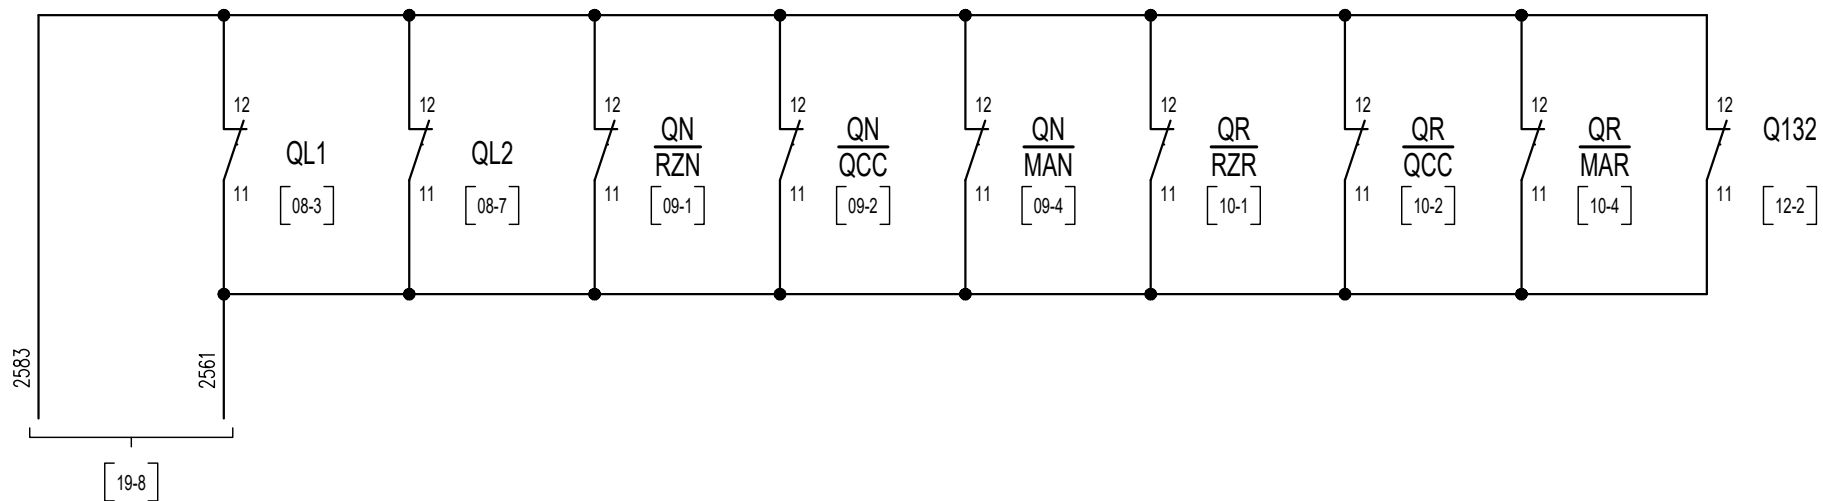 12 12 12 12 12 12 12 12 12
QL1 QL2 QN QN QN QR QR QR Q132
RZN QCC MAN RZR QCC MAR
11 11 11 11 11 11 11 11 11
08-3 08-7 09-1 09-2 09-4 10-1 10-2 10-4 12-2
2583 2561
19-8